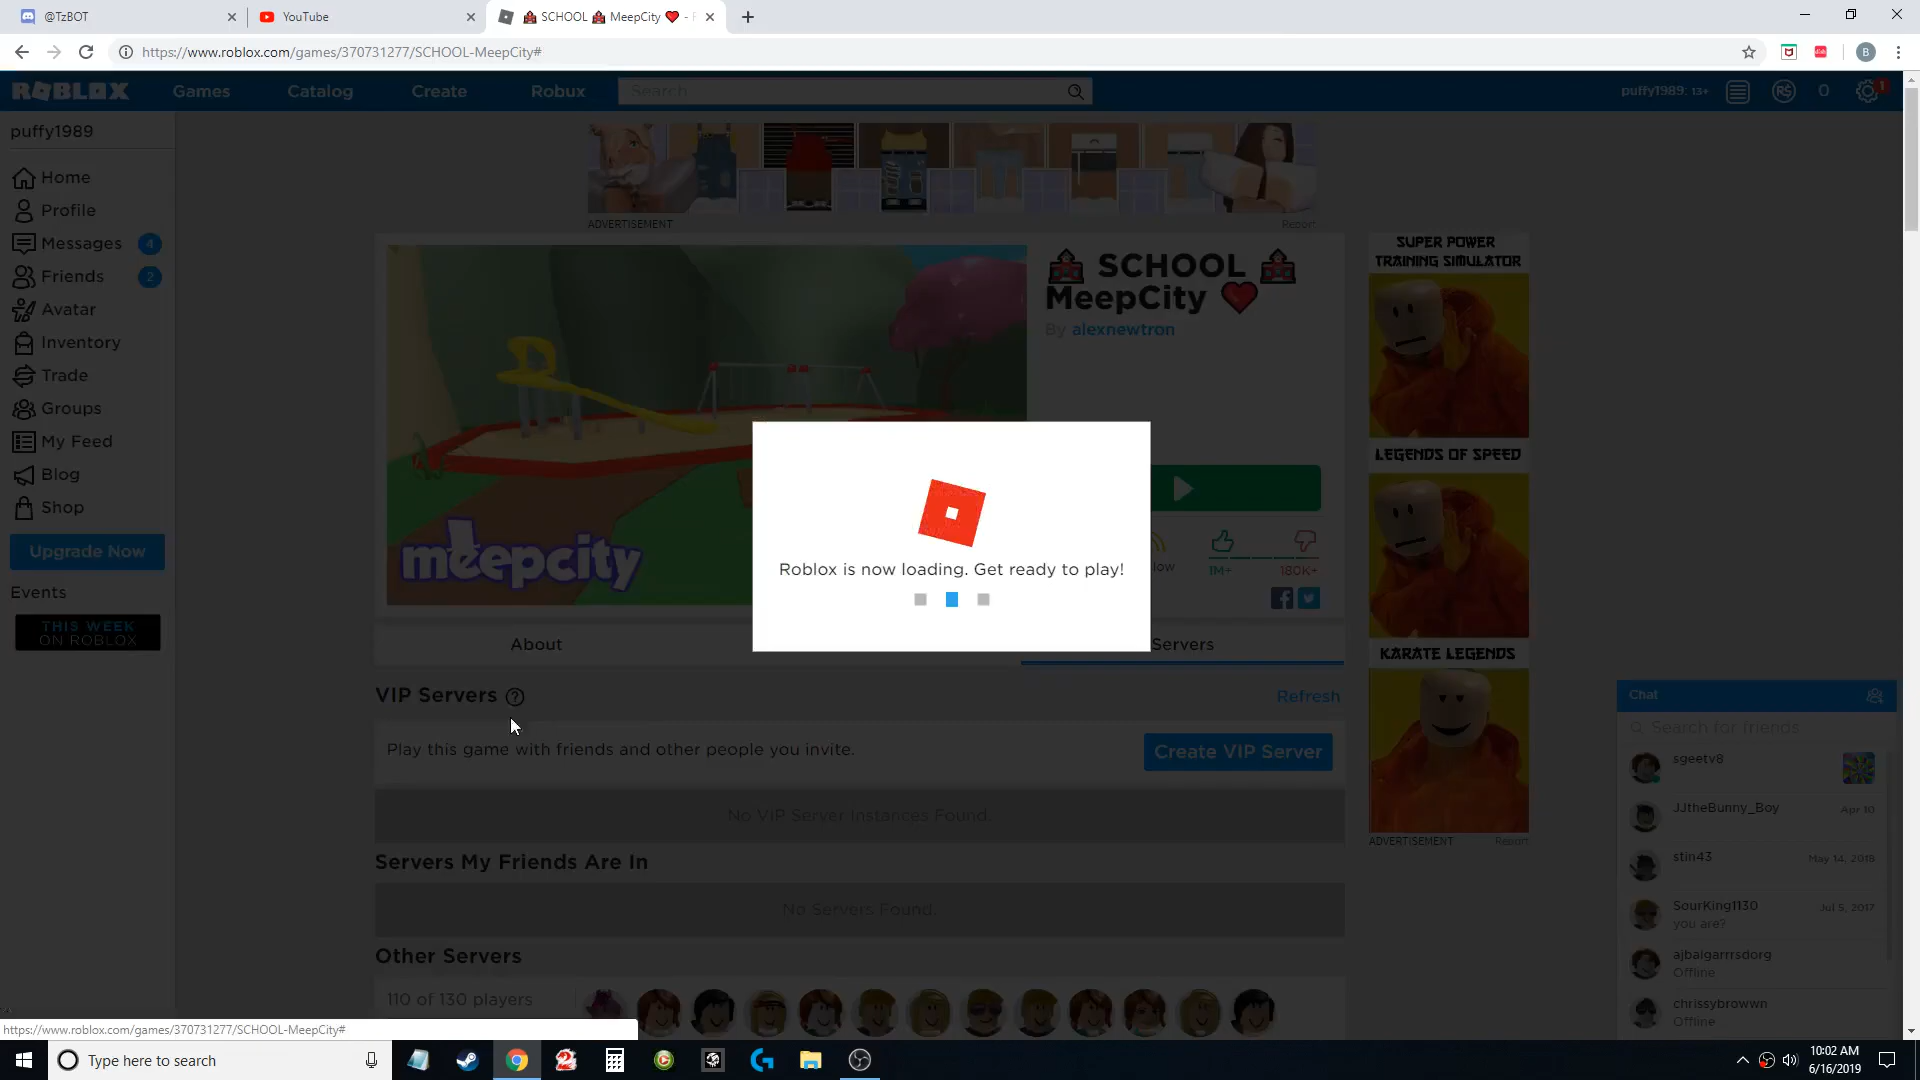 @TzBOT
YouTube
SCHOOL MeepCity
https://www.roblox.com/games/370731277/SCHOOL-MeepCity#
B
ROBLOX Games Catalog Create Robux
Search
puffy1989: 13+
R$
0
1
puffy1989
Home
Profile
Messages 4
Friends 2
Avatar
Inventory
Trade
Groups
My Feed
Blog
Shop
Upgrade Now
Events
THIS WEEK
ON ROBLOX
ADVERTISEMENT
Report
meepcity
SCHOOL
MeepCity
By alexnewtron
1M+
180K+
Roblox is now loading. Get ready to play!
About
Servers
VIP Servers ?
Refresh
Play this game with friends and other people you invite.
Create VIP Server
No VIP Server Instances Found.
Servers My Friends Are In
No Servers Found.
Other Servers
110 of 130 players
SUPER POWER
TRAINING SIMULATOR
LEGENDS OF SPEED
KARATE LEGENDS
ADVERTISEMENT
Report
Chat
Search for friends
sgeetv8
JJtheBunny_Boy Apr 10
stin43 May 14, 2018
SourKing1130 Jul 5, 2017
you are?
ajbalgarrrsdorg
Offline
chrissybrowwn
Offline
https://www.roblox.com/games/370731277/SCHOOL-MeepCity#
Type here to search
10:02 AM
6/16/2019